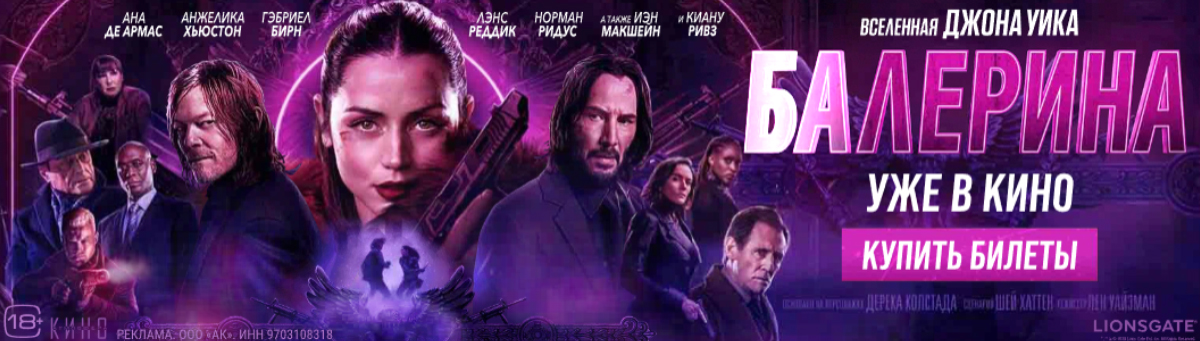 АНА
ДЕ АРМАС
АНЖЕЛИКА
ХЬЮСТОН
ГЭБРИЕЛ
БИРН
ЛЭНС
РЕДДИК
НОРМАН
РИДУС
А ТАКЖЕ ИЭН
МАКШЕЙН
И КИАНУ
РИВЗ
ВСЕЛЕННАЯ ДЖОНА УИКА
БАЛЕРИНА
УЖЕ В КИНО
КУПИТЬ БИЛЕТЫ
ОСНОВАН НА ПЕРСОНАЖАХ ДЕРЕКА КОЛСТАДА СЦЕНАРИЙ ШЕЙ ХАТТЕН РЕЖИССЕР ЛЕН УАЙЗМАН
18+ КИНО РЕКЛАМА. ООО «АК». ИНН 9703108318
LIONSGATE